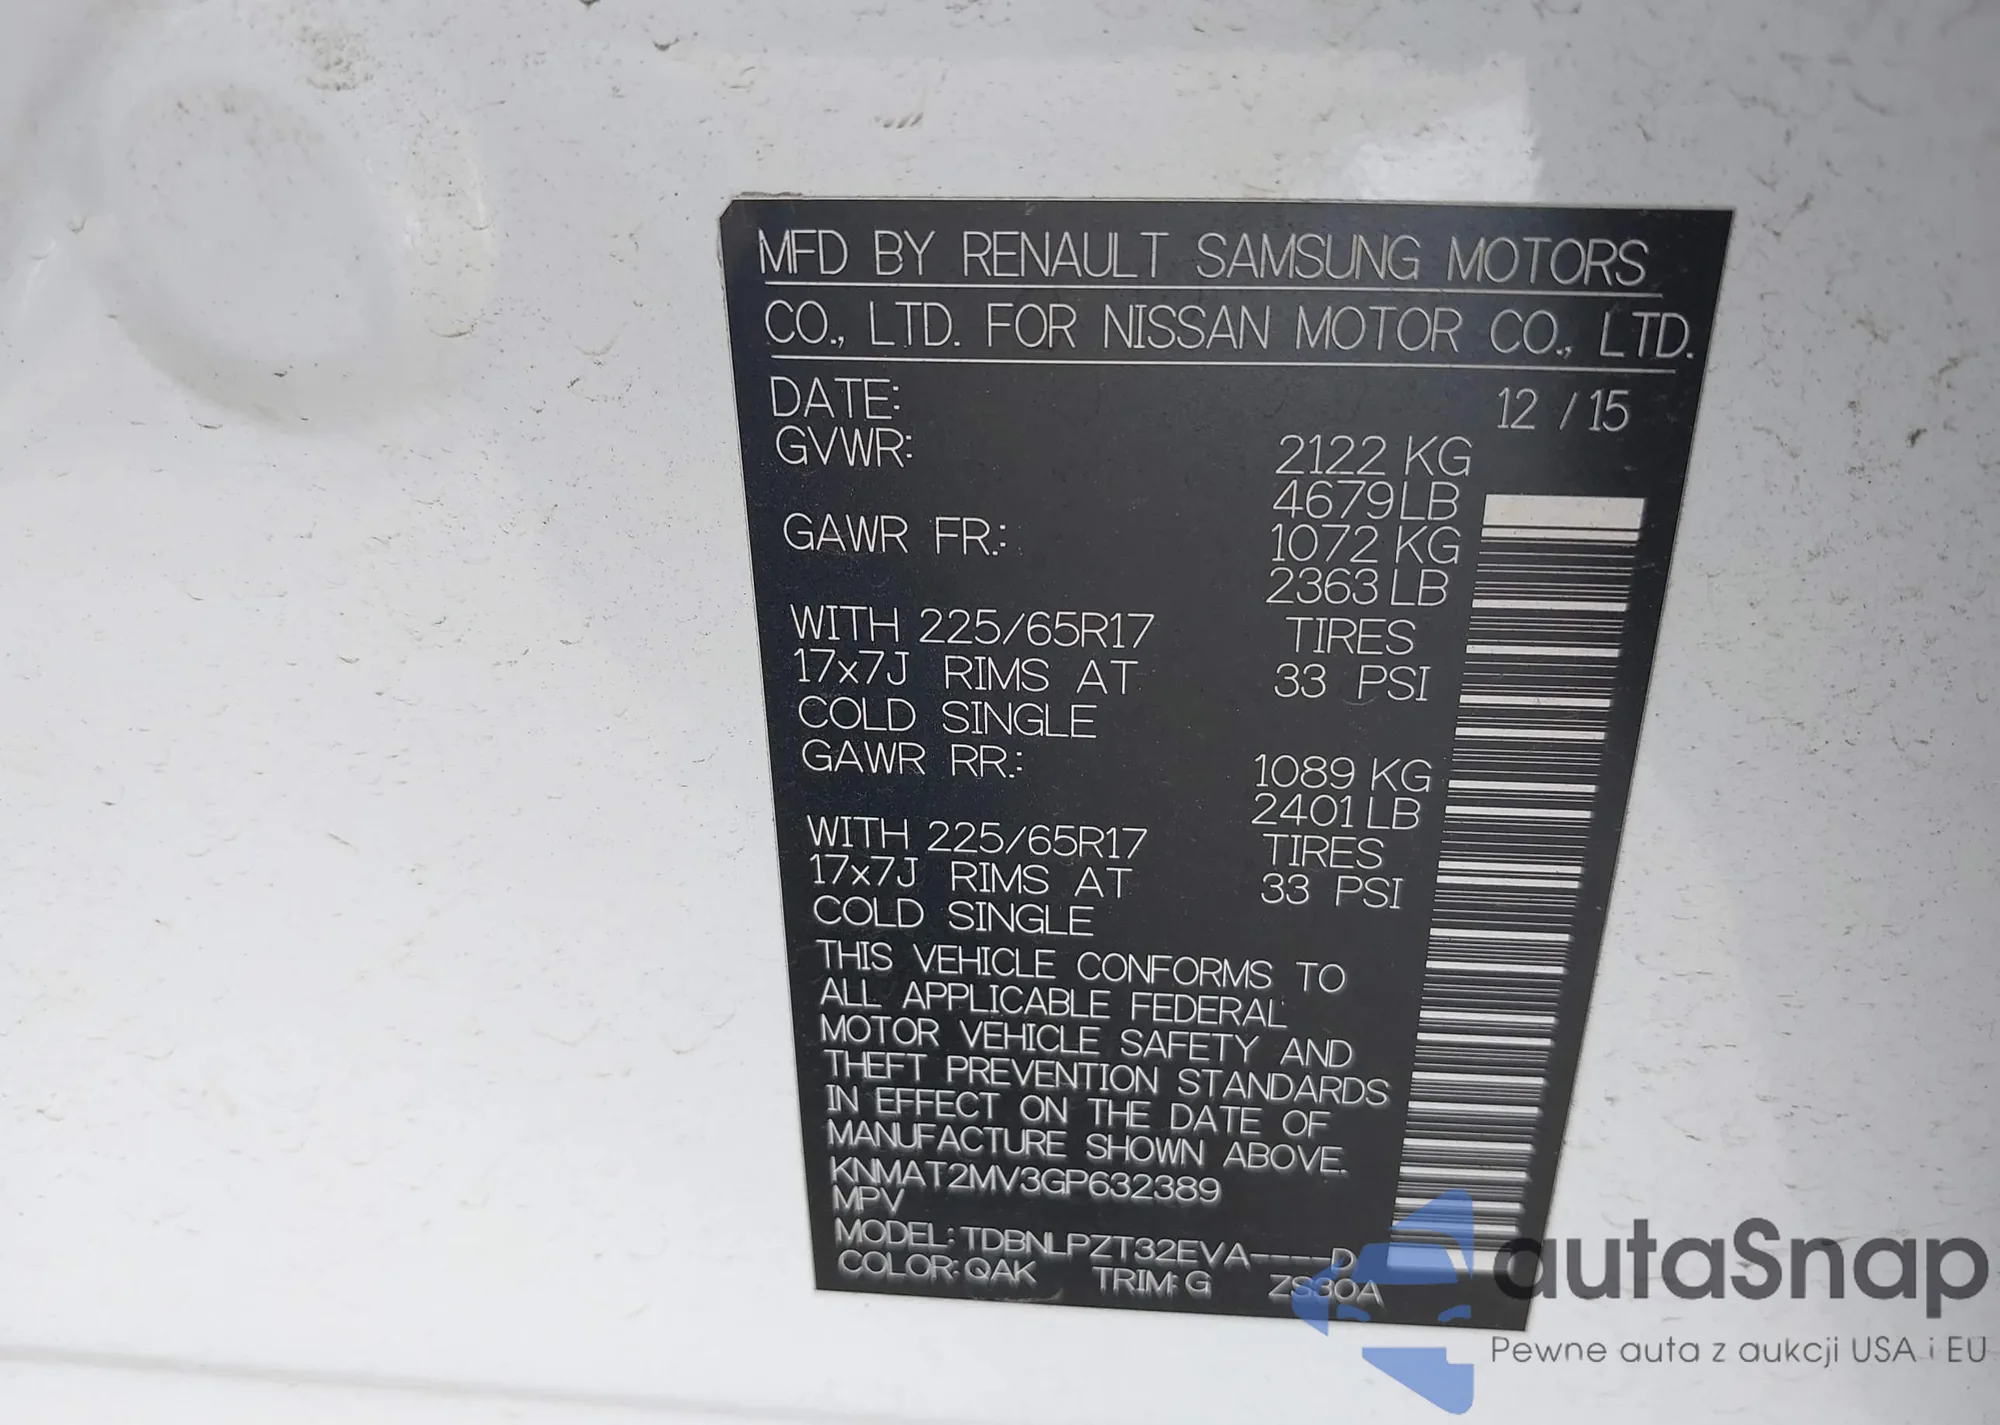 MFD BY RENAULT SAMSUNG MOTORS
CO., LTD. FOR NISSAN MOTOR CO., LTD.
DATE: 12 / 15
GVWR: 2122 KG
4679 LB
GAWR FR.: 1072 KG
2363 LB
WITH 225/65R17 TIRES
17x7J RIMS AT 33 PSI
COLD SINGLE
GAWR RR.: 1089 KG
2401 LB
WITH 225/65R17 TIRES
17x7J RIMS AT 33 PSI
COLD SINGLE
THIS VEHICLE CONFORMS TO
ALL APPLICABLE FEDERAL
MOTOR VEHICLE SAFETY AND
THEFT PREVENTION STANDARDS
IN EFFECT ON THE DATE OF
MANUFACTURE SHOWN ABOVE.
KNMAT2MV3GP632389
MPV
MODEL: TDBNLPZT32EVA----D
COLOR: QAK TRIM: G ZS30A
autaSnap
Pewne auta z aukcji USA i EU